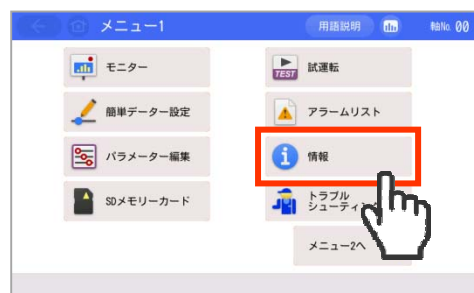 メニュー1
用語説明
軸No. 00
モニター
TEST
試運転
簡単データー設定
アラームリスト
パラメーター編集
情報
SDメモリーカード
トラブル
シューティン
メニュー2へ